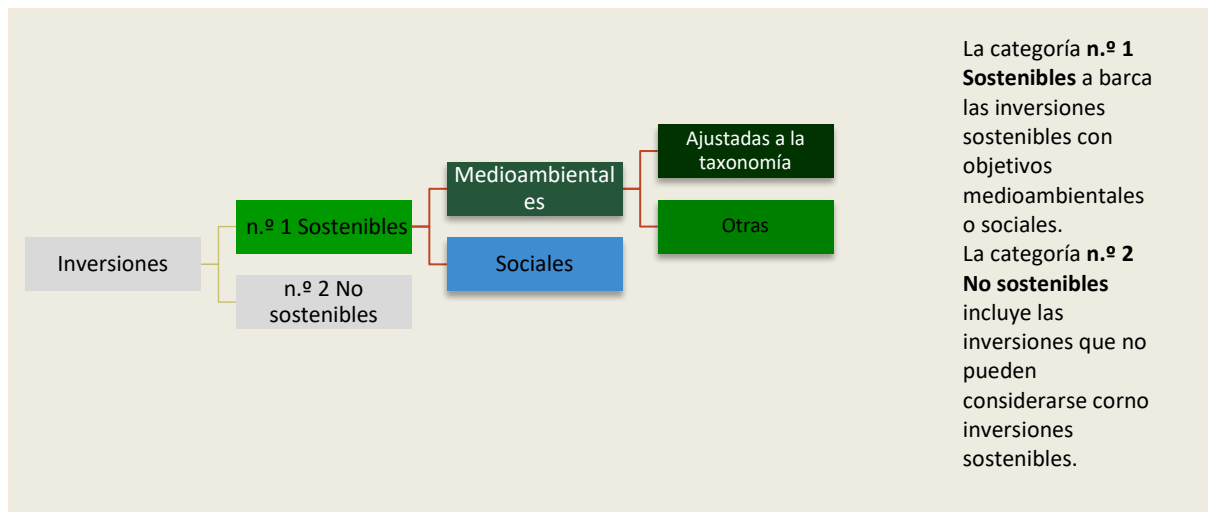 Inversiones
n.º 1 Sostenibles
n.º 2 No
sostenibles
Medioambiental
es
Sociales
Ajustadas a la
taxonomía
Otras
La categoría n.º 1
Sostenibles a barca
las inversiones
sostenibles con
objetivos
medioambientales
o sociales.
La categoría n.º 2
No sostenibles
incluye las
inversiones que no
pueden
considerarse corno
inversiones
sostenibles.